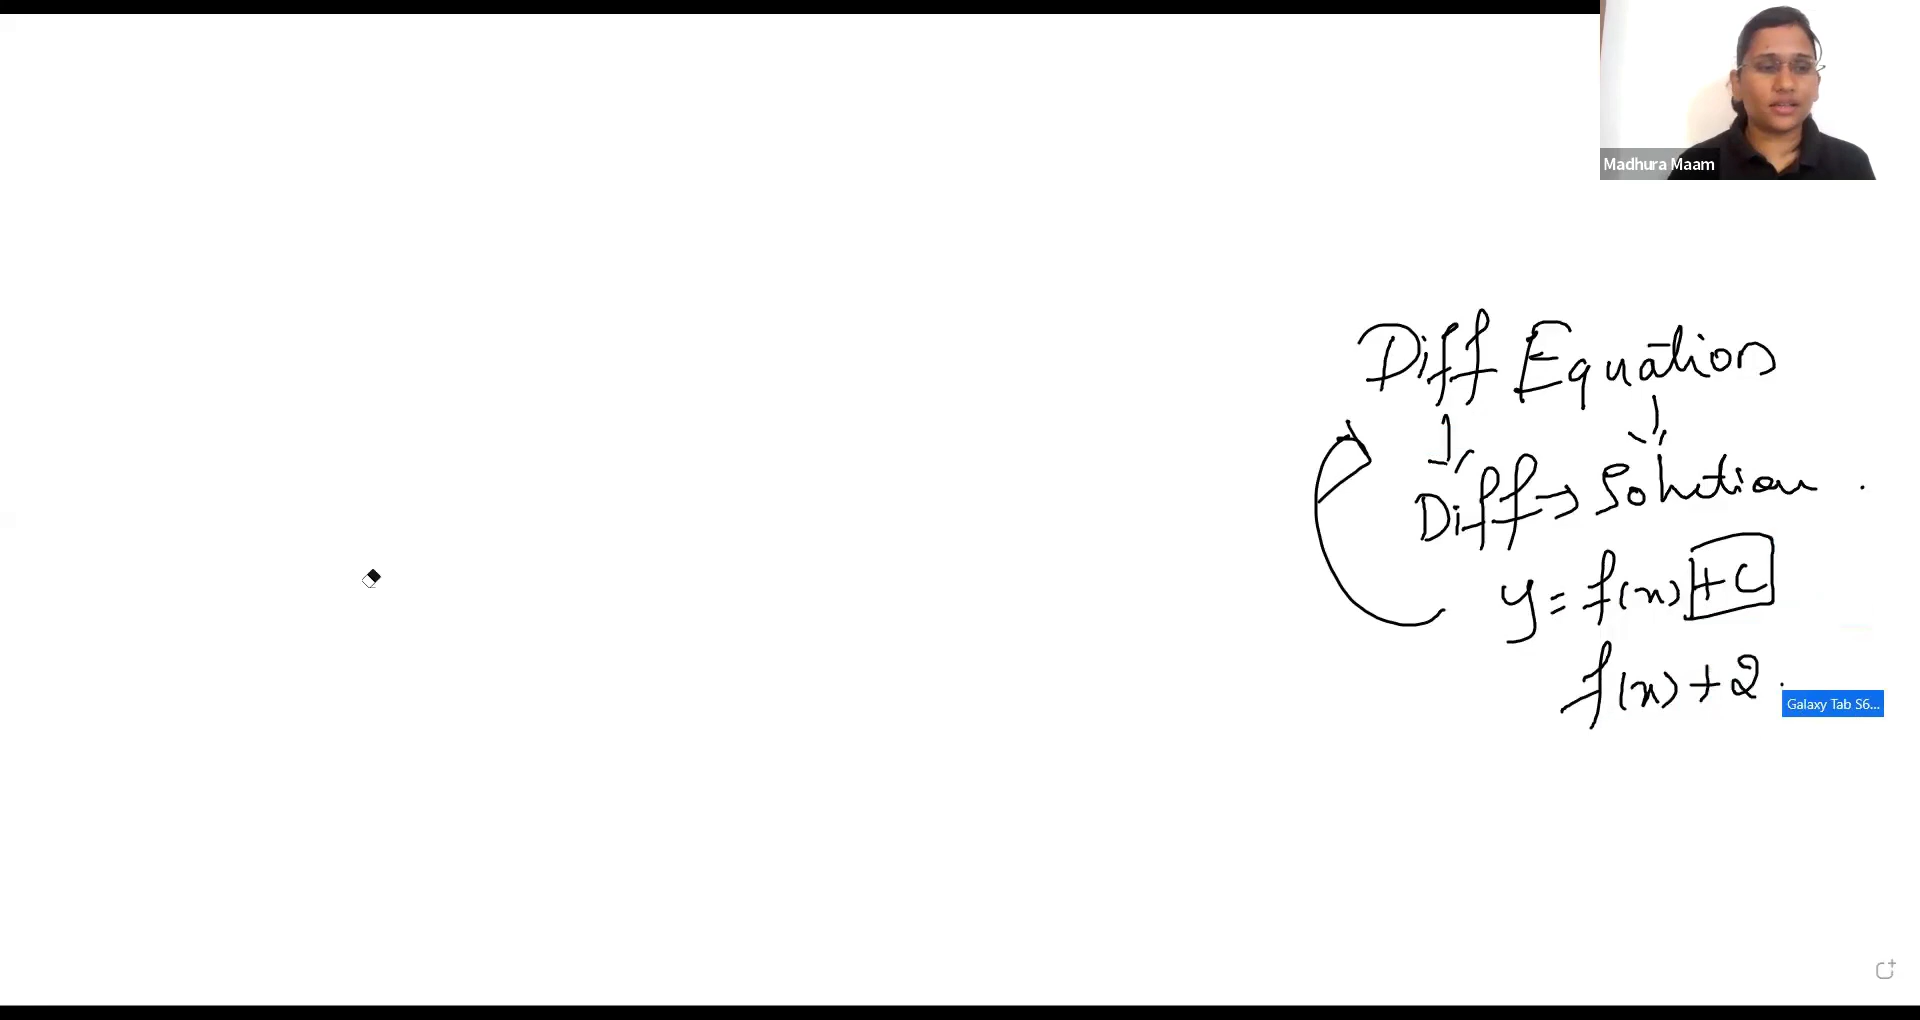 Madhura Maam
Diff Equation
Diff → Solution .
y = f(x) + C
f(x) + 2 .
Galaxy Tab S6...